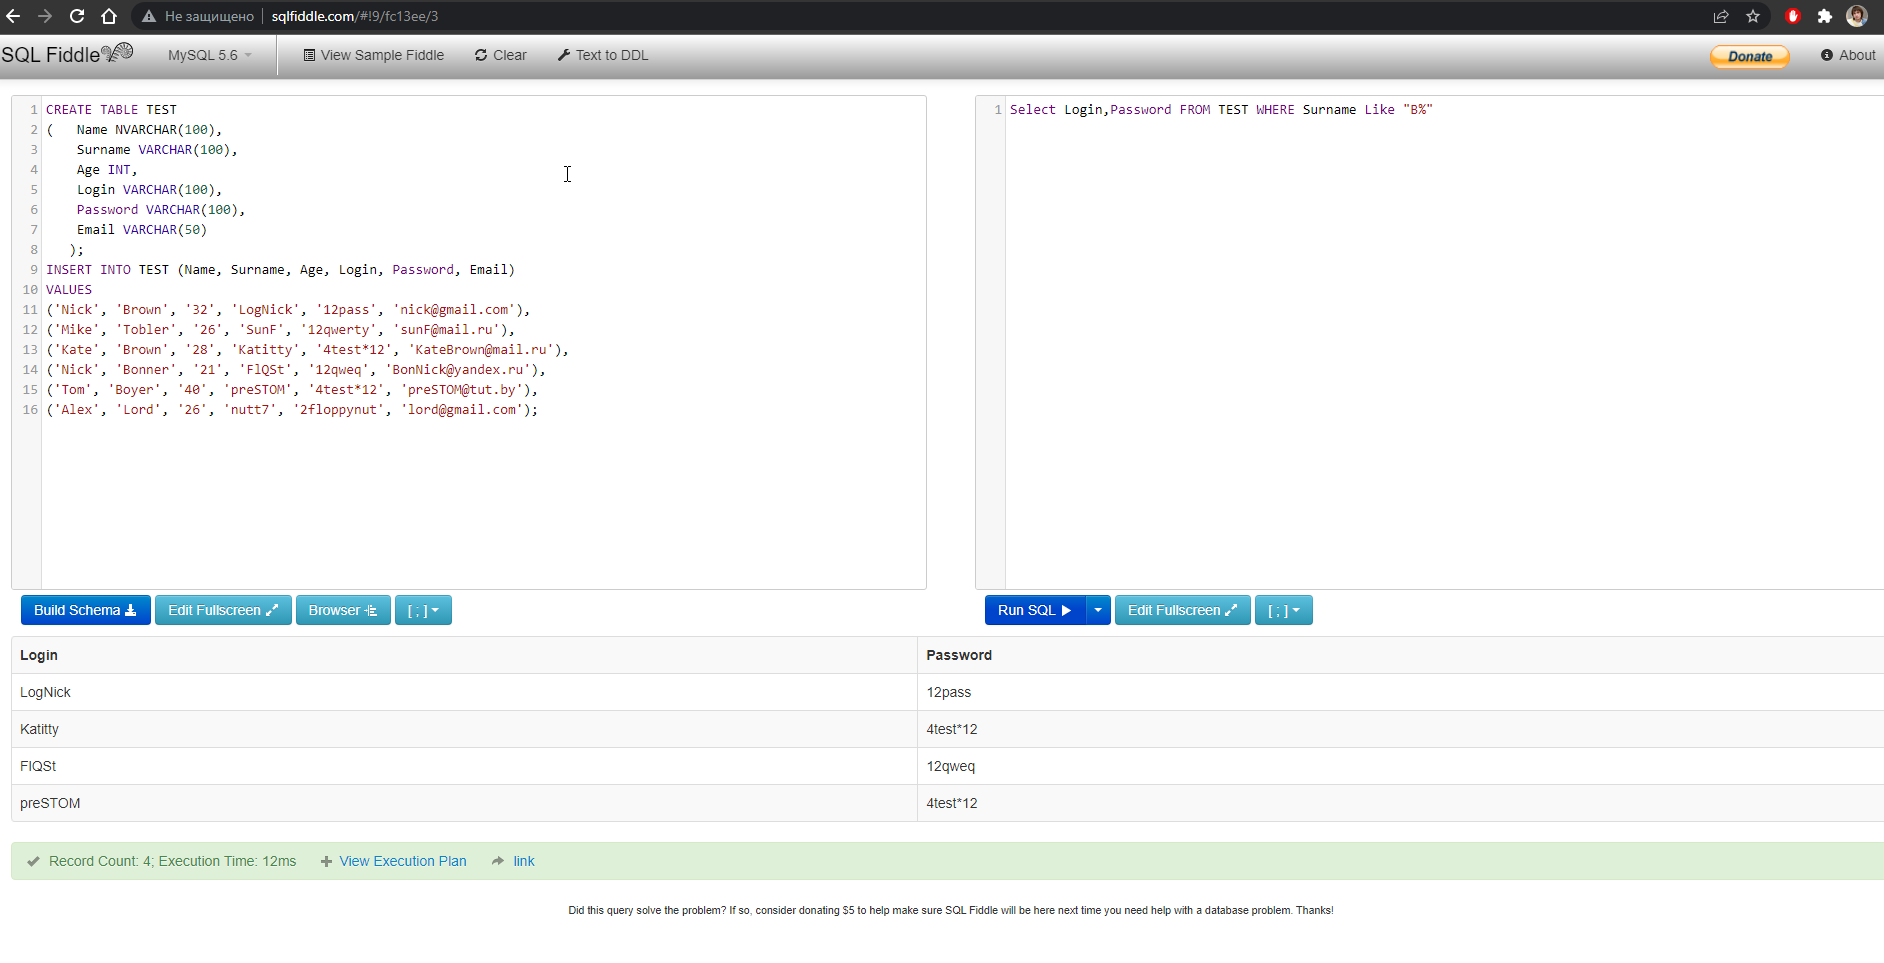 Не защищено sqlfiddle.com/#!9/fc13ee/3
SQL Fiddle MySQL 5.6 View Sample Fiddle Clear Text to DDL Donate About
1 CREATE TABLE TEST
2 (   Name NVARCHAR(100),
3     Surname VARCHAR(100),
4     Age INT,
5     Login VARCHAR(100),
6     Password VARCHAR(100),
7     Email VARCHAR(50)
8    );
9 INSERT INTO TEST (Name, Surname, Age, Login, Password, Email)
10 VALUES
11 ('Nick', 'Brown', '32', 'LogNick', '12pass', 'nick@gmail.com'),
12 ('Mike', 'Tobler', '26', 'SunF', '12qwerty', 'sunF@mail.ru'),
13 ('Kate', 'Brown', '28', 'Katitty', '4test*12', 'KateBrown@mail.ru'),
14 ('Nick', 'Bonner', '21', 'FlQSt', '12qweq', 'BonNick@yandex.ru'),
15 ('Tom', 'Boyer', '40', 'preSTOM', '4test*12', 'preSTOM@tut.by'),
16 ('Alex', 'Lord', '26', 'nutt7', '2floppynut', 'lord@gmail.com');
1 Select Login,Password FROM TEST WHERE Surname Like "B%"
Build Schema Edit Fullscreen Browser [ ; ]
Run SQL Edit Fullscreen [ ; ]
Login Password
LogNick 12pass
Katitty 4test*12
FlQSt 12qweq
preSTOM 4test*12
Record Count: 4; Execution Time: 12ms View Execution Plan link
Did this query solve the problem? If so, consider donating $5 to help make sure SQL Fiddle will be here next time you need help with a database problem. Thanks!